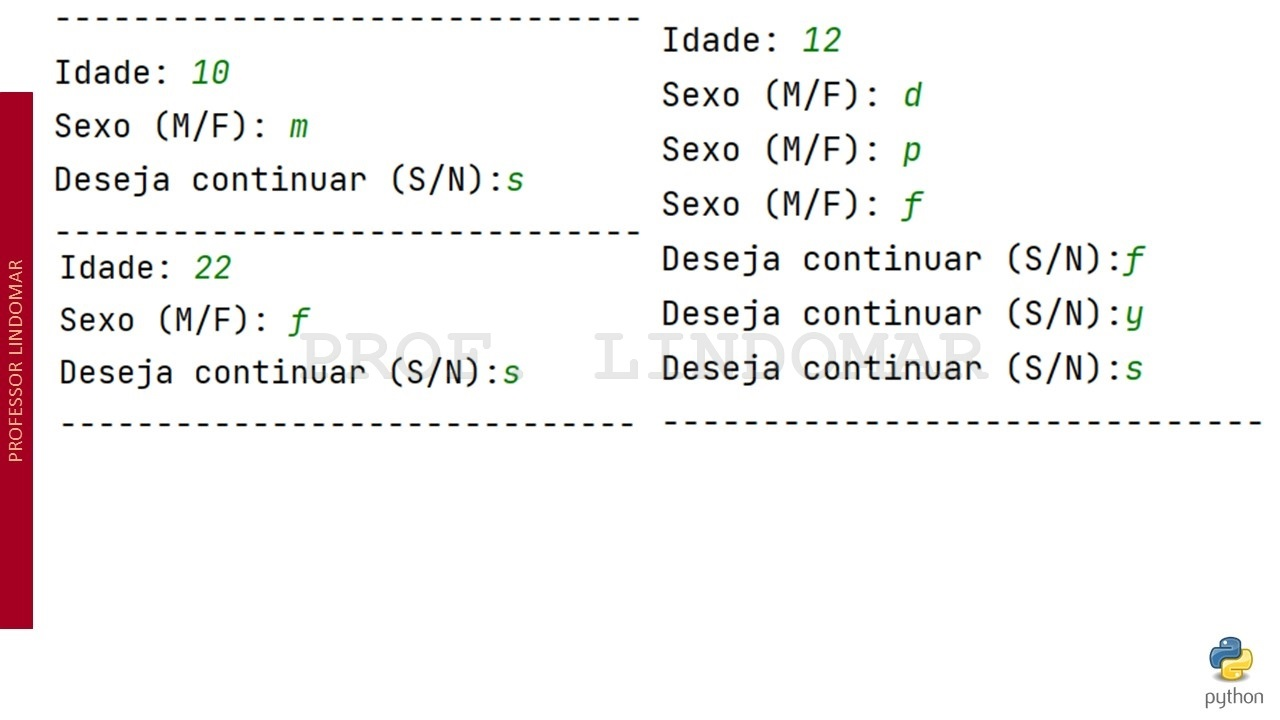 ------------------------------
Idade: 10
Sexo (M/F): m
Deseja continuar (S/N):s
------------------------------
Idade: 22
Sexo (M/F): f
Deseja continuar (S/N):s
------------------------------
Idade: 12
Sexo (M/F): d
Sexo (M/F): p
Sexo (M/F): f
Deseja continuar (S/N):f
Deseja continuar (S/N):y
Deseja continuar (S/N):s
------------------------------
PROF. LINDOMAR
PROFESSOR LINDOMAR
python